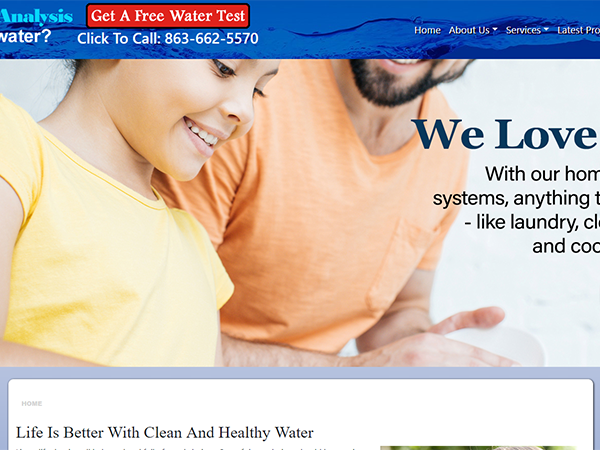 Analysis
water?
Get A Free Water Test
Click To Call: 863-662-5570
Home About Us Services Latest Pro
We Love
With our hom
systems, anything t
- like laundry, cl
and coo
HOME
Life Is Better With Clean And Healthy Water